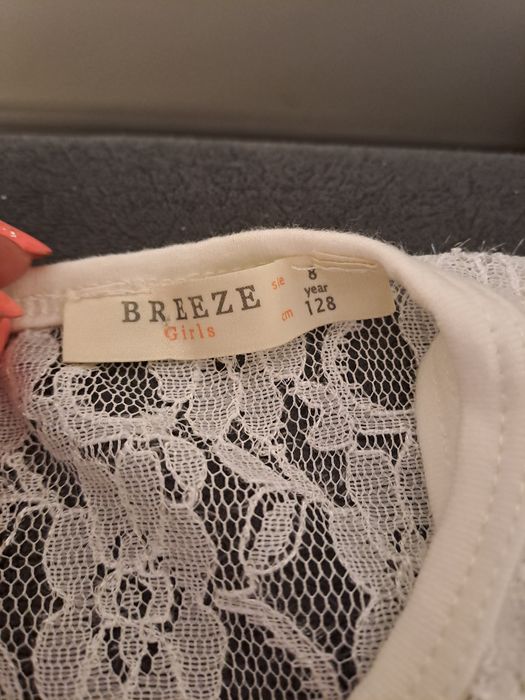 BREEZE
Girls
size 8
year
cm 128